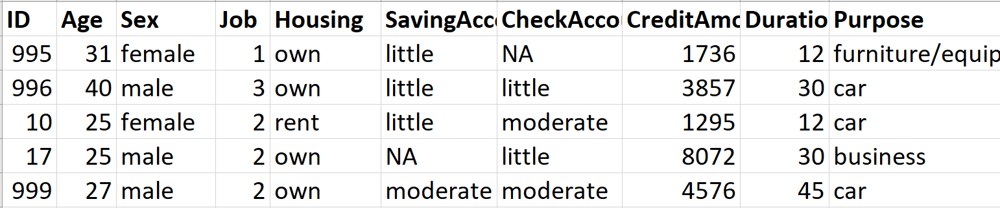 ID Age Sex Job Housing SavingAcc CheckAccou CreditAmo Duratio Purpose
995 31 female 1 own little NA 1736 12 furniture/equip
996 40 male 3 own little little 3857 30 car
10 25 female 2 rent little moderate 1295 12 car
17 25 male 2 own NA little 8072 30 business
999 27 male 2 own moderate moderate 4576 45 car